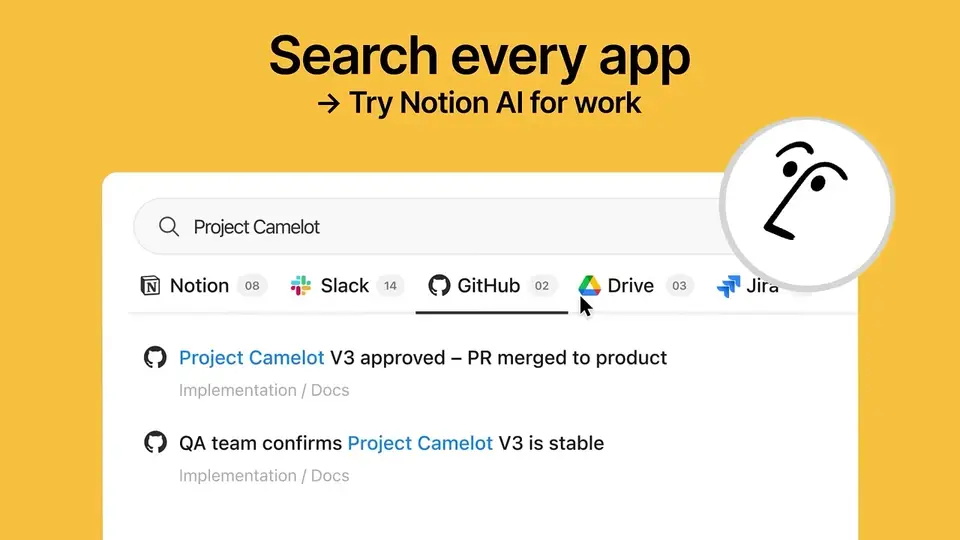 Search every app
→ Try Notion AI for work
Project Camelot
Notion 08 Slack 14 GitHub 02 Drive 03 Jira
Project Camelot V3 approved – PR merged to product
Implementation / Docs
QA team confirms Project Camelot V3 is stable
Implementation / Docs